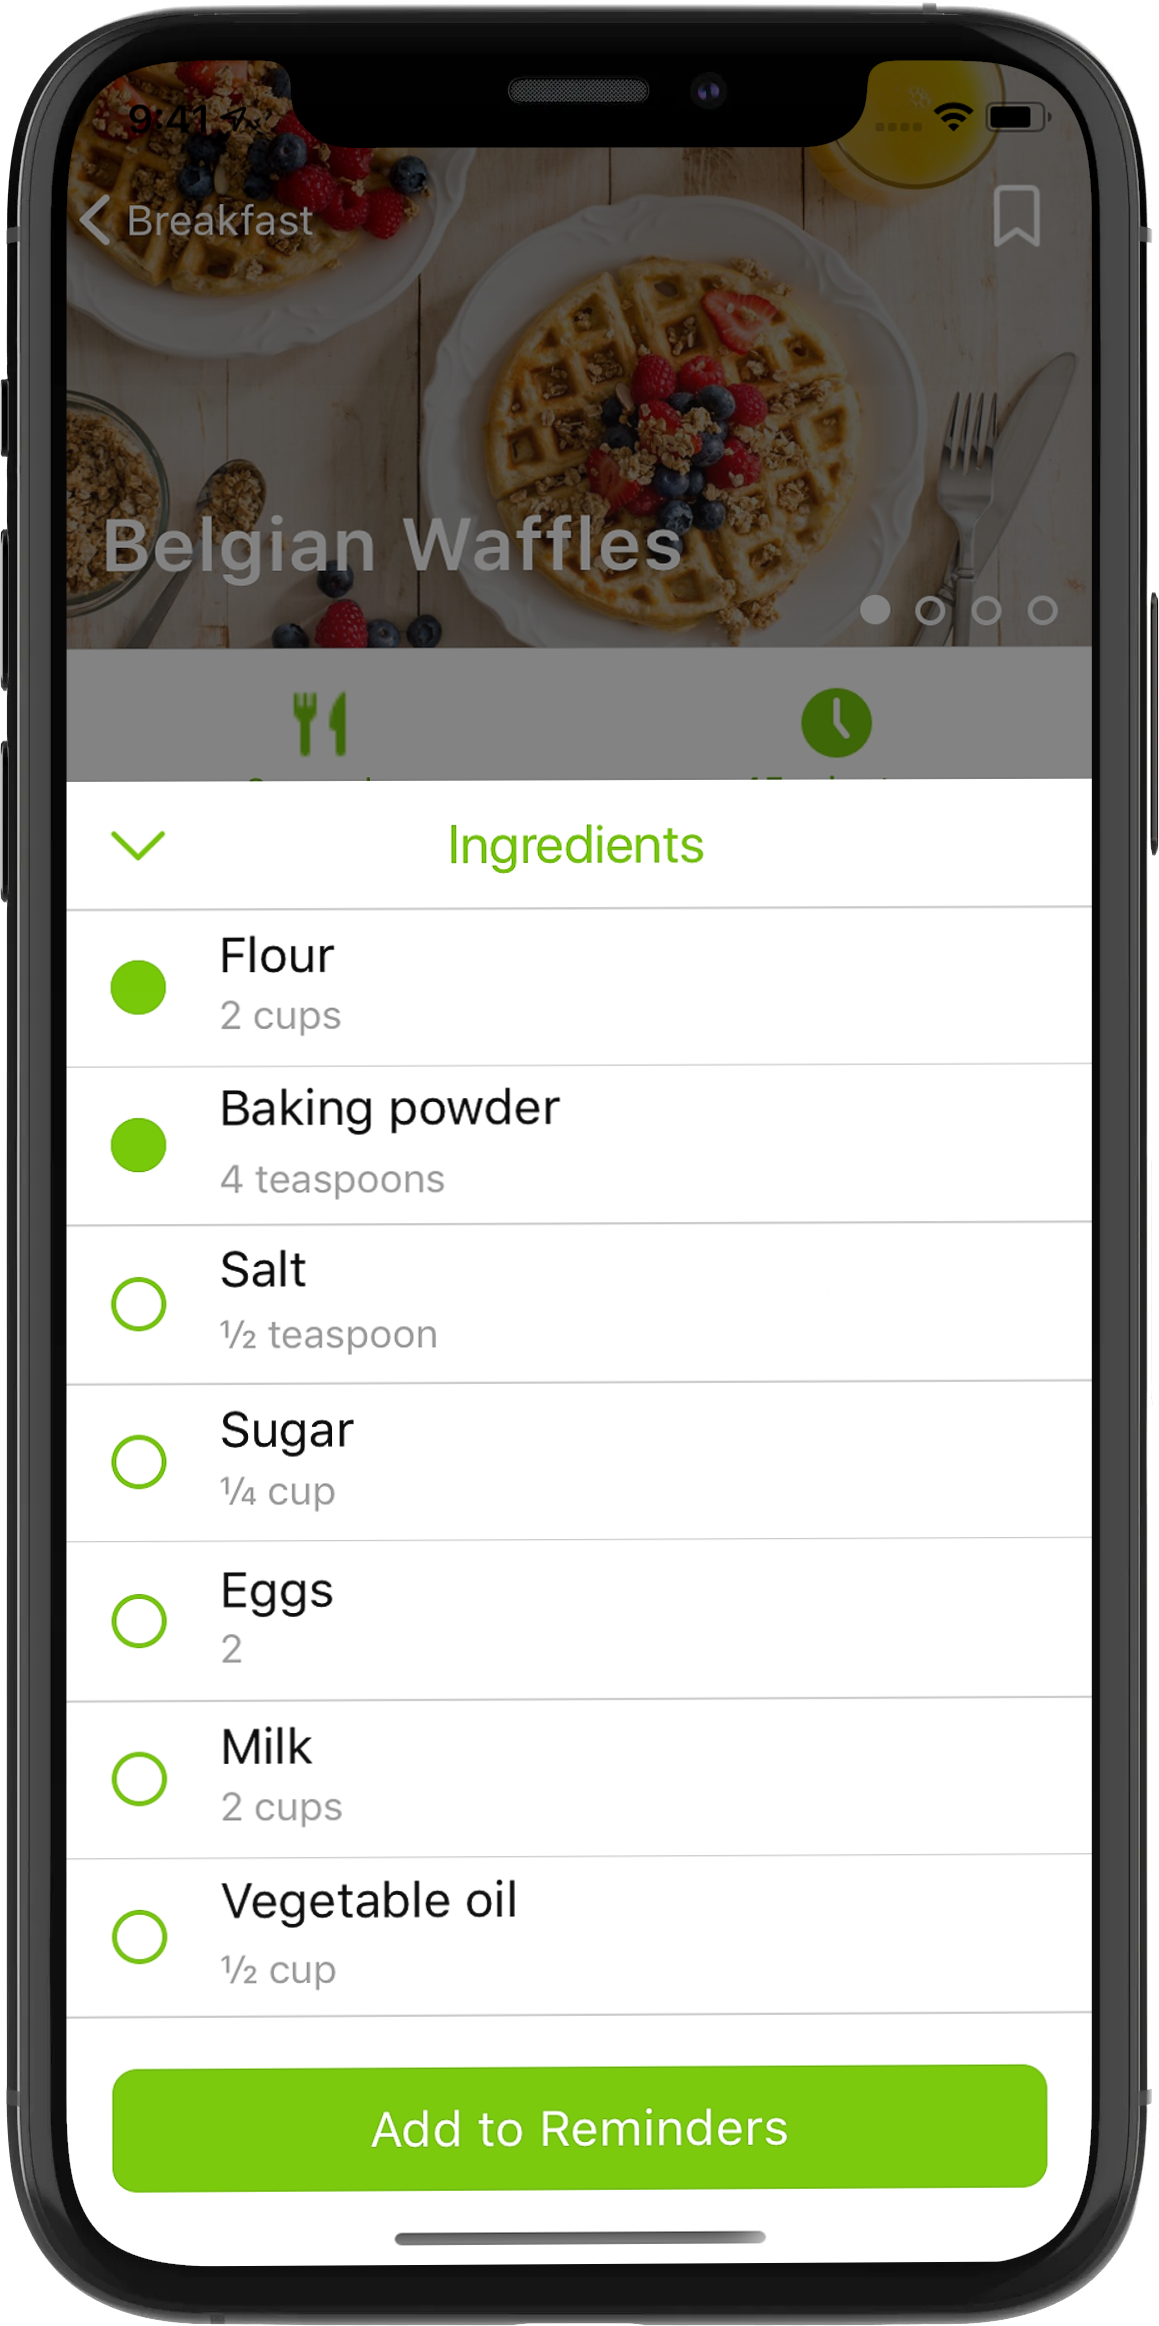 9:41
Breakfast
Belgian Waffles
Ingredients
Flour
2 cups
Baking powder
4 teaspoons
Salt
½ teaspoon
Sugar
¼ cup
Eggs
2
Milk
2 cups
Vegetable oil
½ cup
Add to Reminders